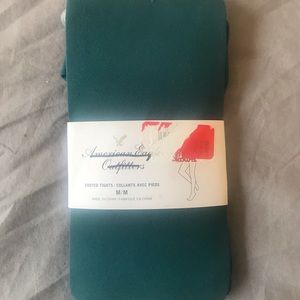 American Eagle
Outfitters
FOOTED TIGHTS / COLLANTS AVEC PIEDS
M/M